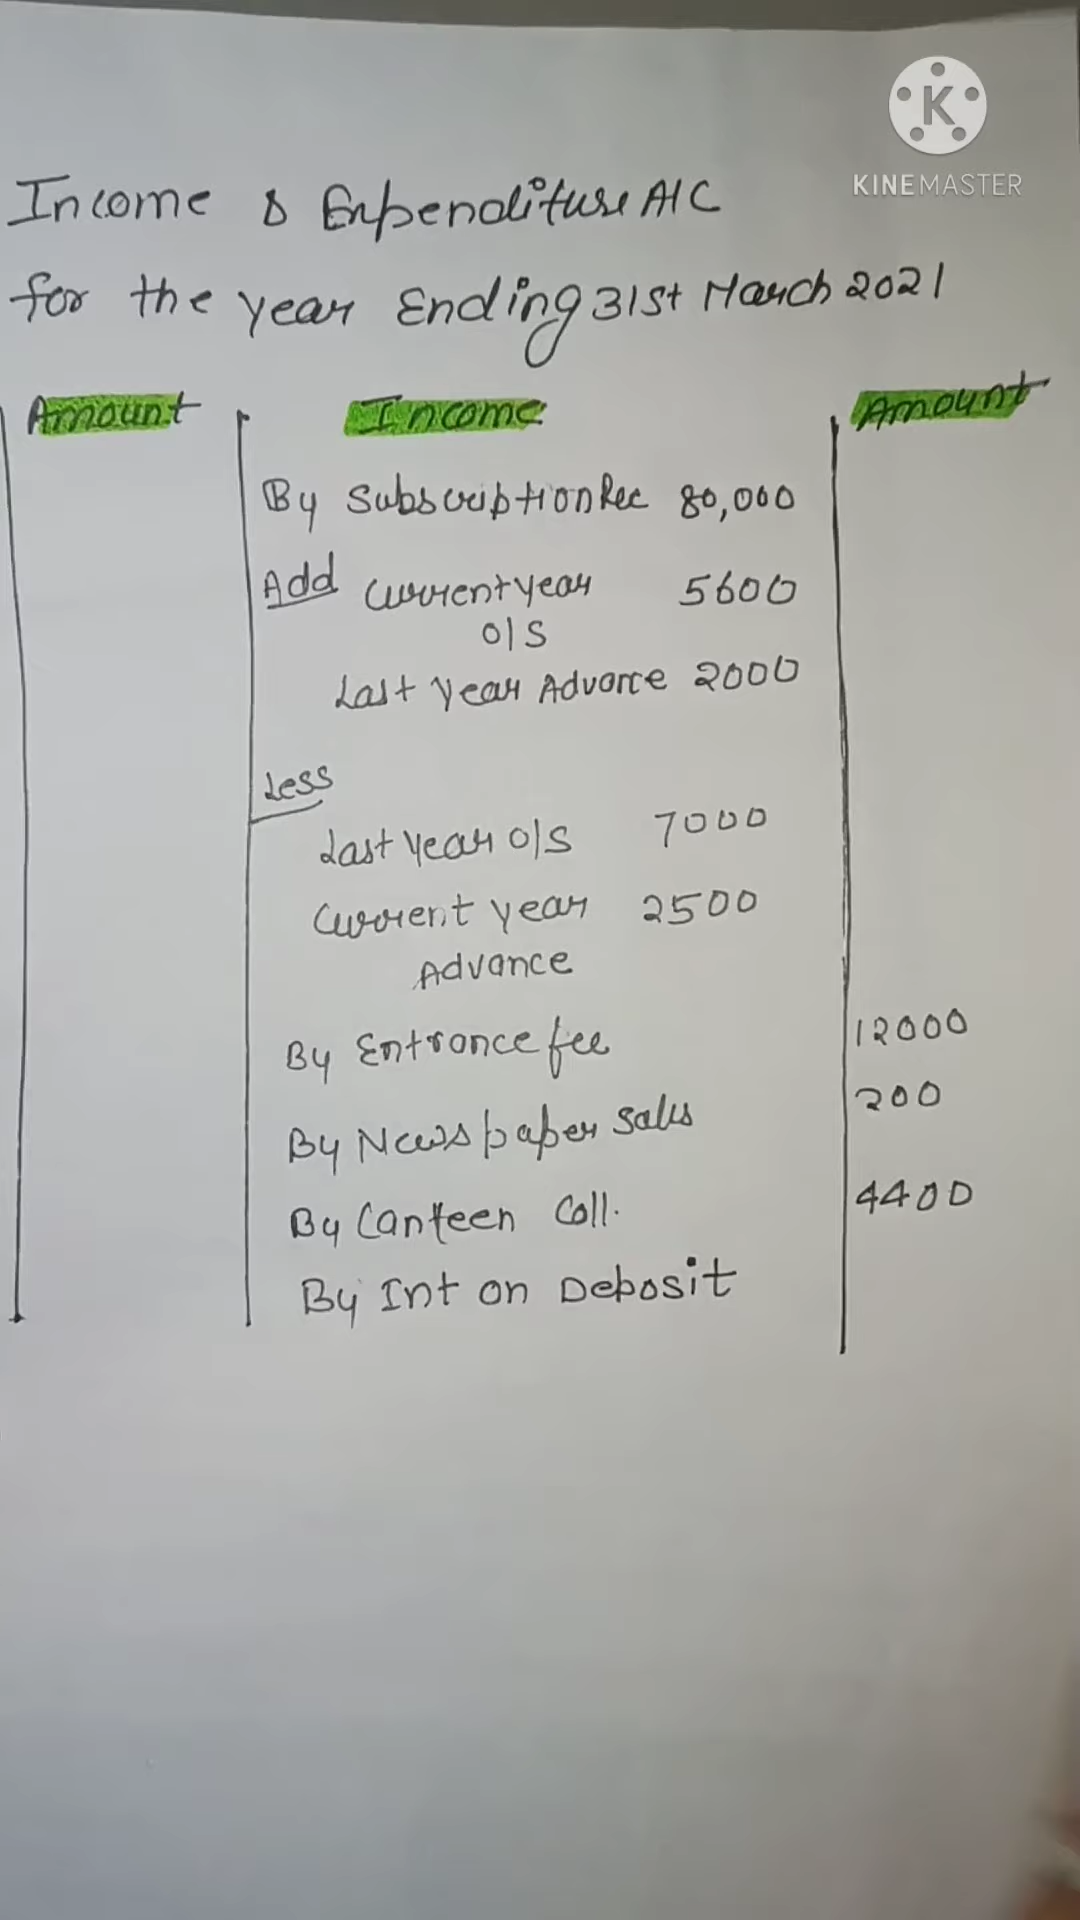 KINEMASTER
Income & Expenditure A/C
for the year Ending 31st March 2021
Amount Income Amount
By Subscription Rec 80,000
Add Current year 5600
O/S
Last year Advance 2000
Less
Last year O/S 7000
Current year 2500
Advance
By Entrance fee 12000
By News paper Sales 200
By Canteen Coll. 4400
By Int on Deposit